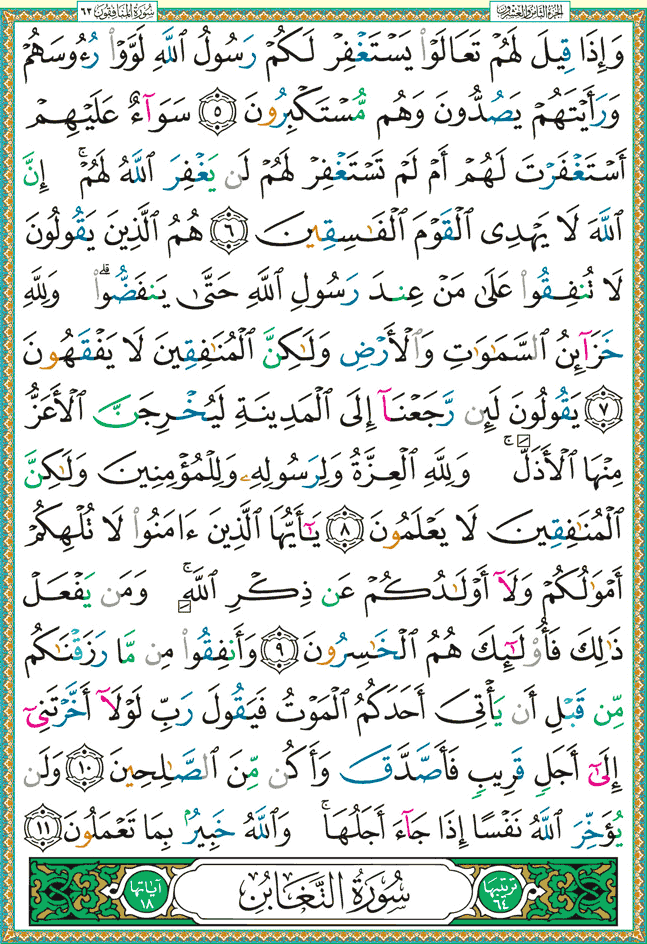 الجزء الثامن والعشرون سورة المنافقون ٦٣
وَإِذَا قِيلَ لَهُمْ تَعَالَوْا۟ يَسْتَغْفِرْ لَكُمْ رَسُولُ ٱللَّهِ لَوَّوْا۟ رُءُوسَهُمْ
وَرَأَيْتَهُمْ يَصُدُّونَ وَهُم مُّسْتَكْبِرُونَ ٥ سَوَآءٌ عَلَيْهِمْ
أَسْتَغْفَرْتَ لَهُمْ أَمْ لَمْ تَسْتَغْفِرْ لَهُمْ لَن يَغْفِرَ ٱللَّهُ لَهُمْ ۚ إِنَّ
ٱللَّهَ لَا يَهْدِى ٱلْقَوْمَ ٱلْفَـٰسِقِينَ ٦ هُمُ ٱلَّذِينَ يَقُولُونَ
لَا تُنفِقُوا۟ عَلَىٰ مَنْ عِندَ رَسُولِ ٱللَّهِ حَتَّىٰ يَنفَضُّوا۟ ۗ وَلِلَّهِ
خَزَآئِنُ ٱلسَّمَـٰوَٰتِ وَٱلْأَرْضِ وَلَـٰكِنَّ ٱلْمُنَـٰفِقِينَ لَا يَفْقَهُونَ
٧ يَقُولُونَ لَئِن رَّجَعْنَآ إِلَى ٱلْمَدِينَةِ لَيُخْرِجَنَّ ٱلْأَعَزُّ
مِنْهَا ٱلْأَذَلَّ ۚ وَلِلَّهِ ٱلْعِزَّةُ وَلِرَسُولِهِۦ وَلِلْمُؤْمِنِينَ وَلَـٰكِنَّ
ٱلْمُنَـٰفِقِينَ لَا يَعْلَمُونَ ٨ يَـٰٓأَيُّهَا ٱلَّذِينَ ءَامَنُوا۟ لَا تُلْهِكُمْ
أَمْوَٰلُكُمْ وَلَآ أَوْلَـٰدُكُمْ عَن ذِكْرِ ٱللَّهِ ۚ وَمَن يَفْعَلْ
ذَٰلِكَ فَأُو۟لَـٰٓئِكَ هُمُ ٱلْخَـٰسِرُونَ ٩ وَأَنفِقُوا۟ مِن مَّا رَزَقْنَـٰكُم
مِّن قَبْلِ أَن يَأْتِىَ أَحَدَكُمُ ٱلْمَوْتُ فَيَقُولَ رَبِّ لَوْلَآ أَخَّرْتَنِىٓ
إِلَىٰٓ أَجَلٍ قَرِيبٍ فَأَصَّدَّقَ وَأَكُن مِّنَ ٱلصَّـٰلِحِينَ ١٠ وَلَن
يُؤَخِّرَ ٱللَّهُ نَفْسًا إِذَا جَآءَ أَجَلُهَا ۚ وَٱللَّهُ خَبِيرٌۢ بِمَا تَعْمَلُونَ ١١
ترتيبها ٦٤ سُورَةُ التَّغَابُنِ آياتها ١٨